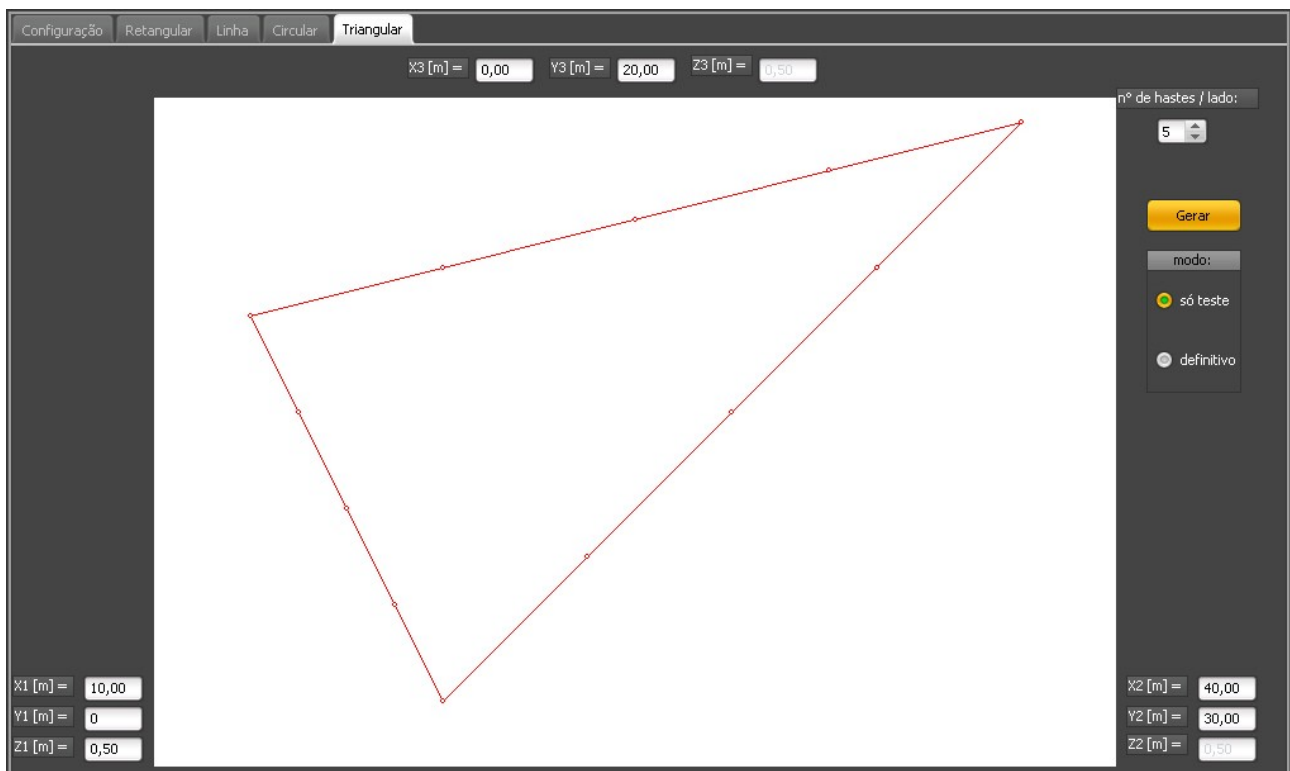 Configuração Retangular Linha Circular Triangular
X3 [m] = 0,00 Y3 [m] = 20,00 Z3 [m] = 0,50
nº de hastes / lado:
5
Gerar
modo:
só teste
definitivo
X1 [m] = 10,00
Y1 [m] = 0
Z1 [m] = 0,50
X2 [m] = 40,00
Y2 [m] = 30,00
Z2 [m] = 0,50